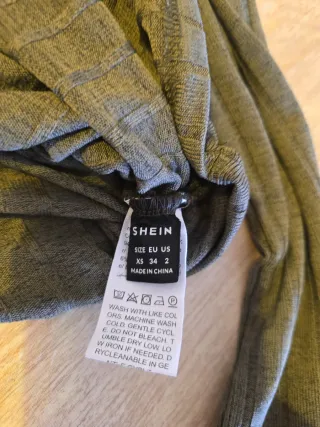 SHEIN
SIZE EU US
XS 34 2
MADE IN CHINA
WASH WITH LIKE COL
ORS. MACHINE WASH
COLD. GENTLE CYCL
E. DO NOT BLEACH. T
UMBLE DRY LOW. LO
W IRON IF NEEDED. D
RYCLEANABLE IN GE